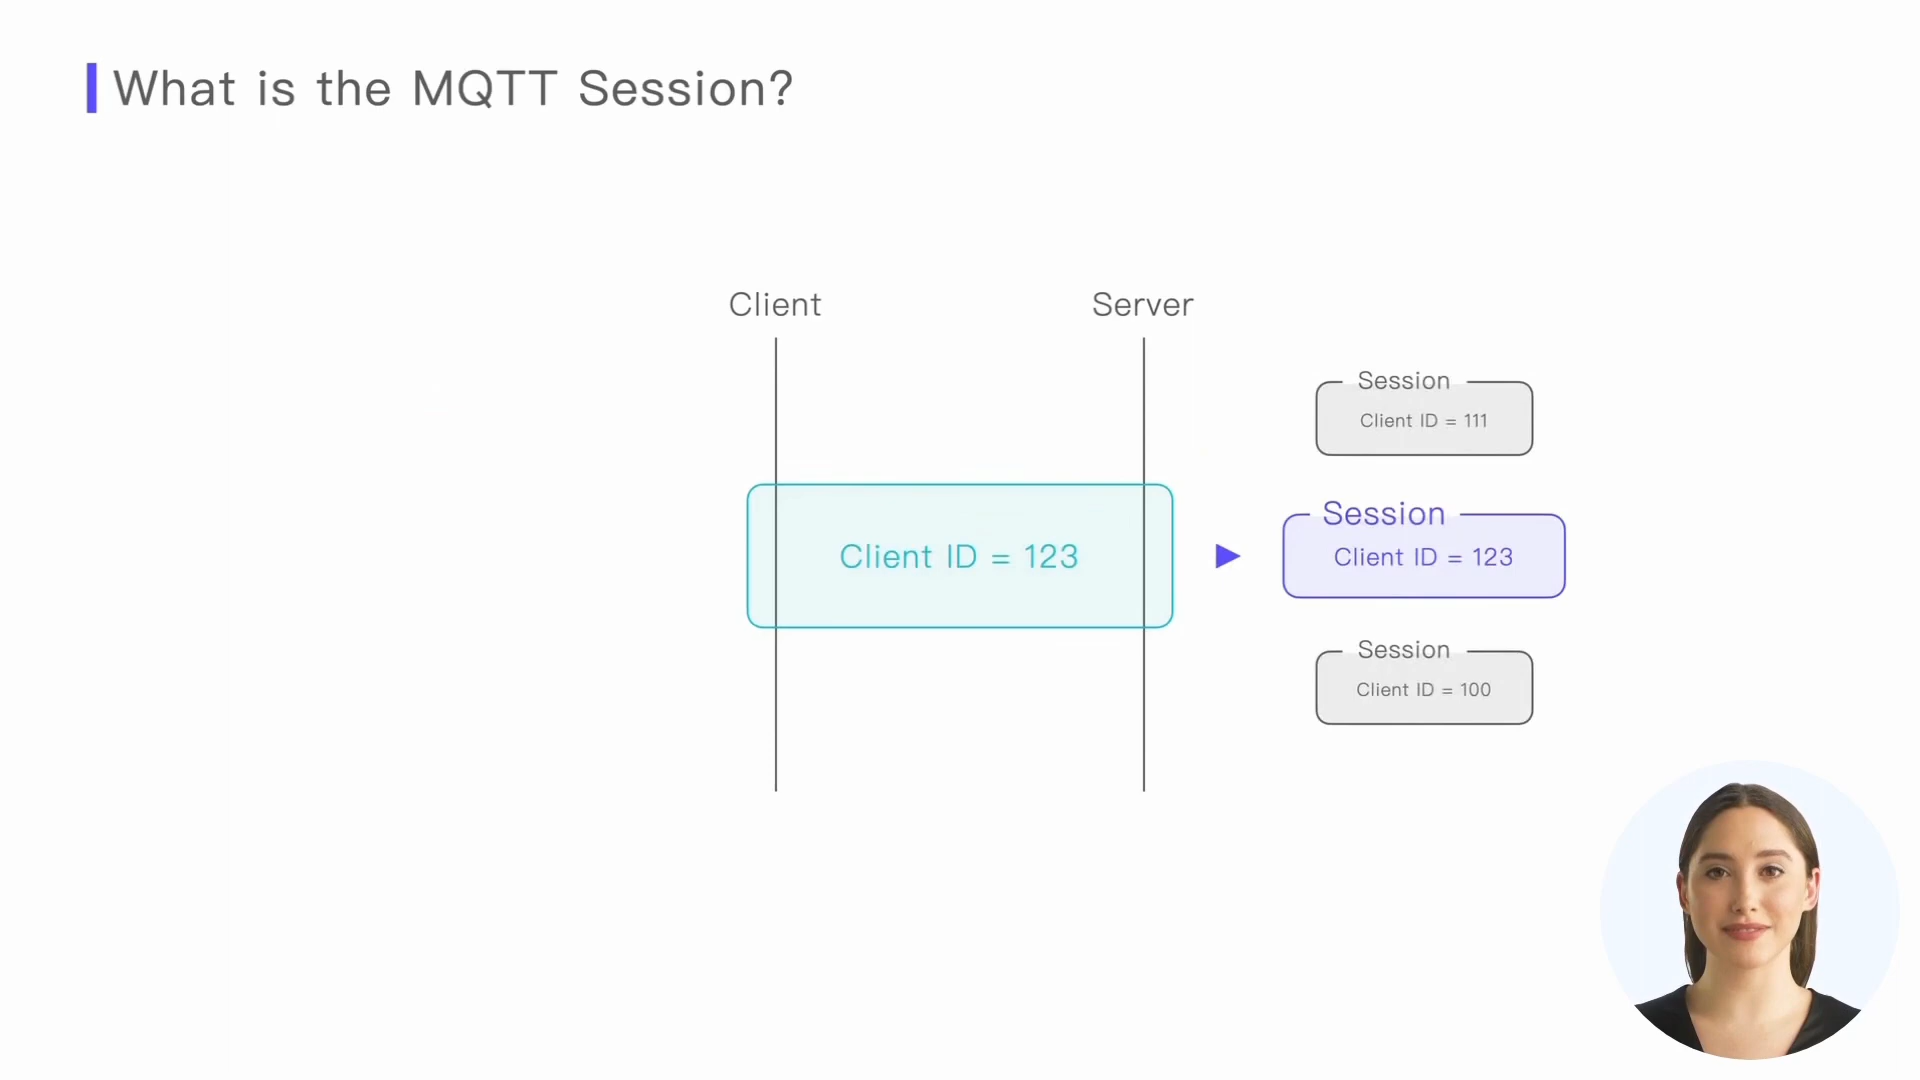 What is the MQTT Session?
Client
Server
Session
Client ID = 111
Client ID = 123
Session
Client ID = 123
Session
Client ID = 100